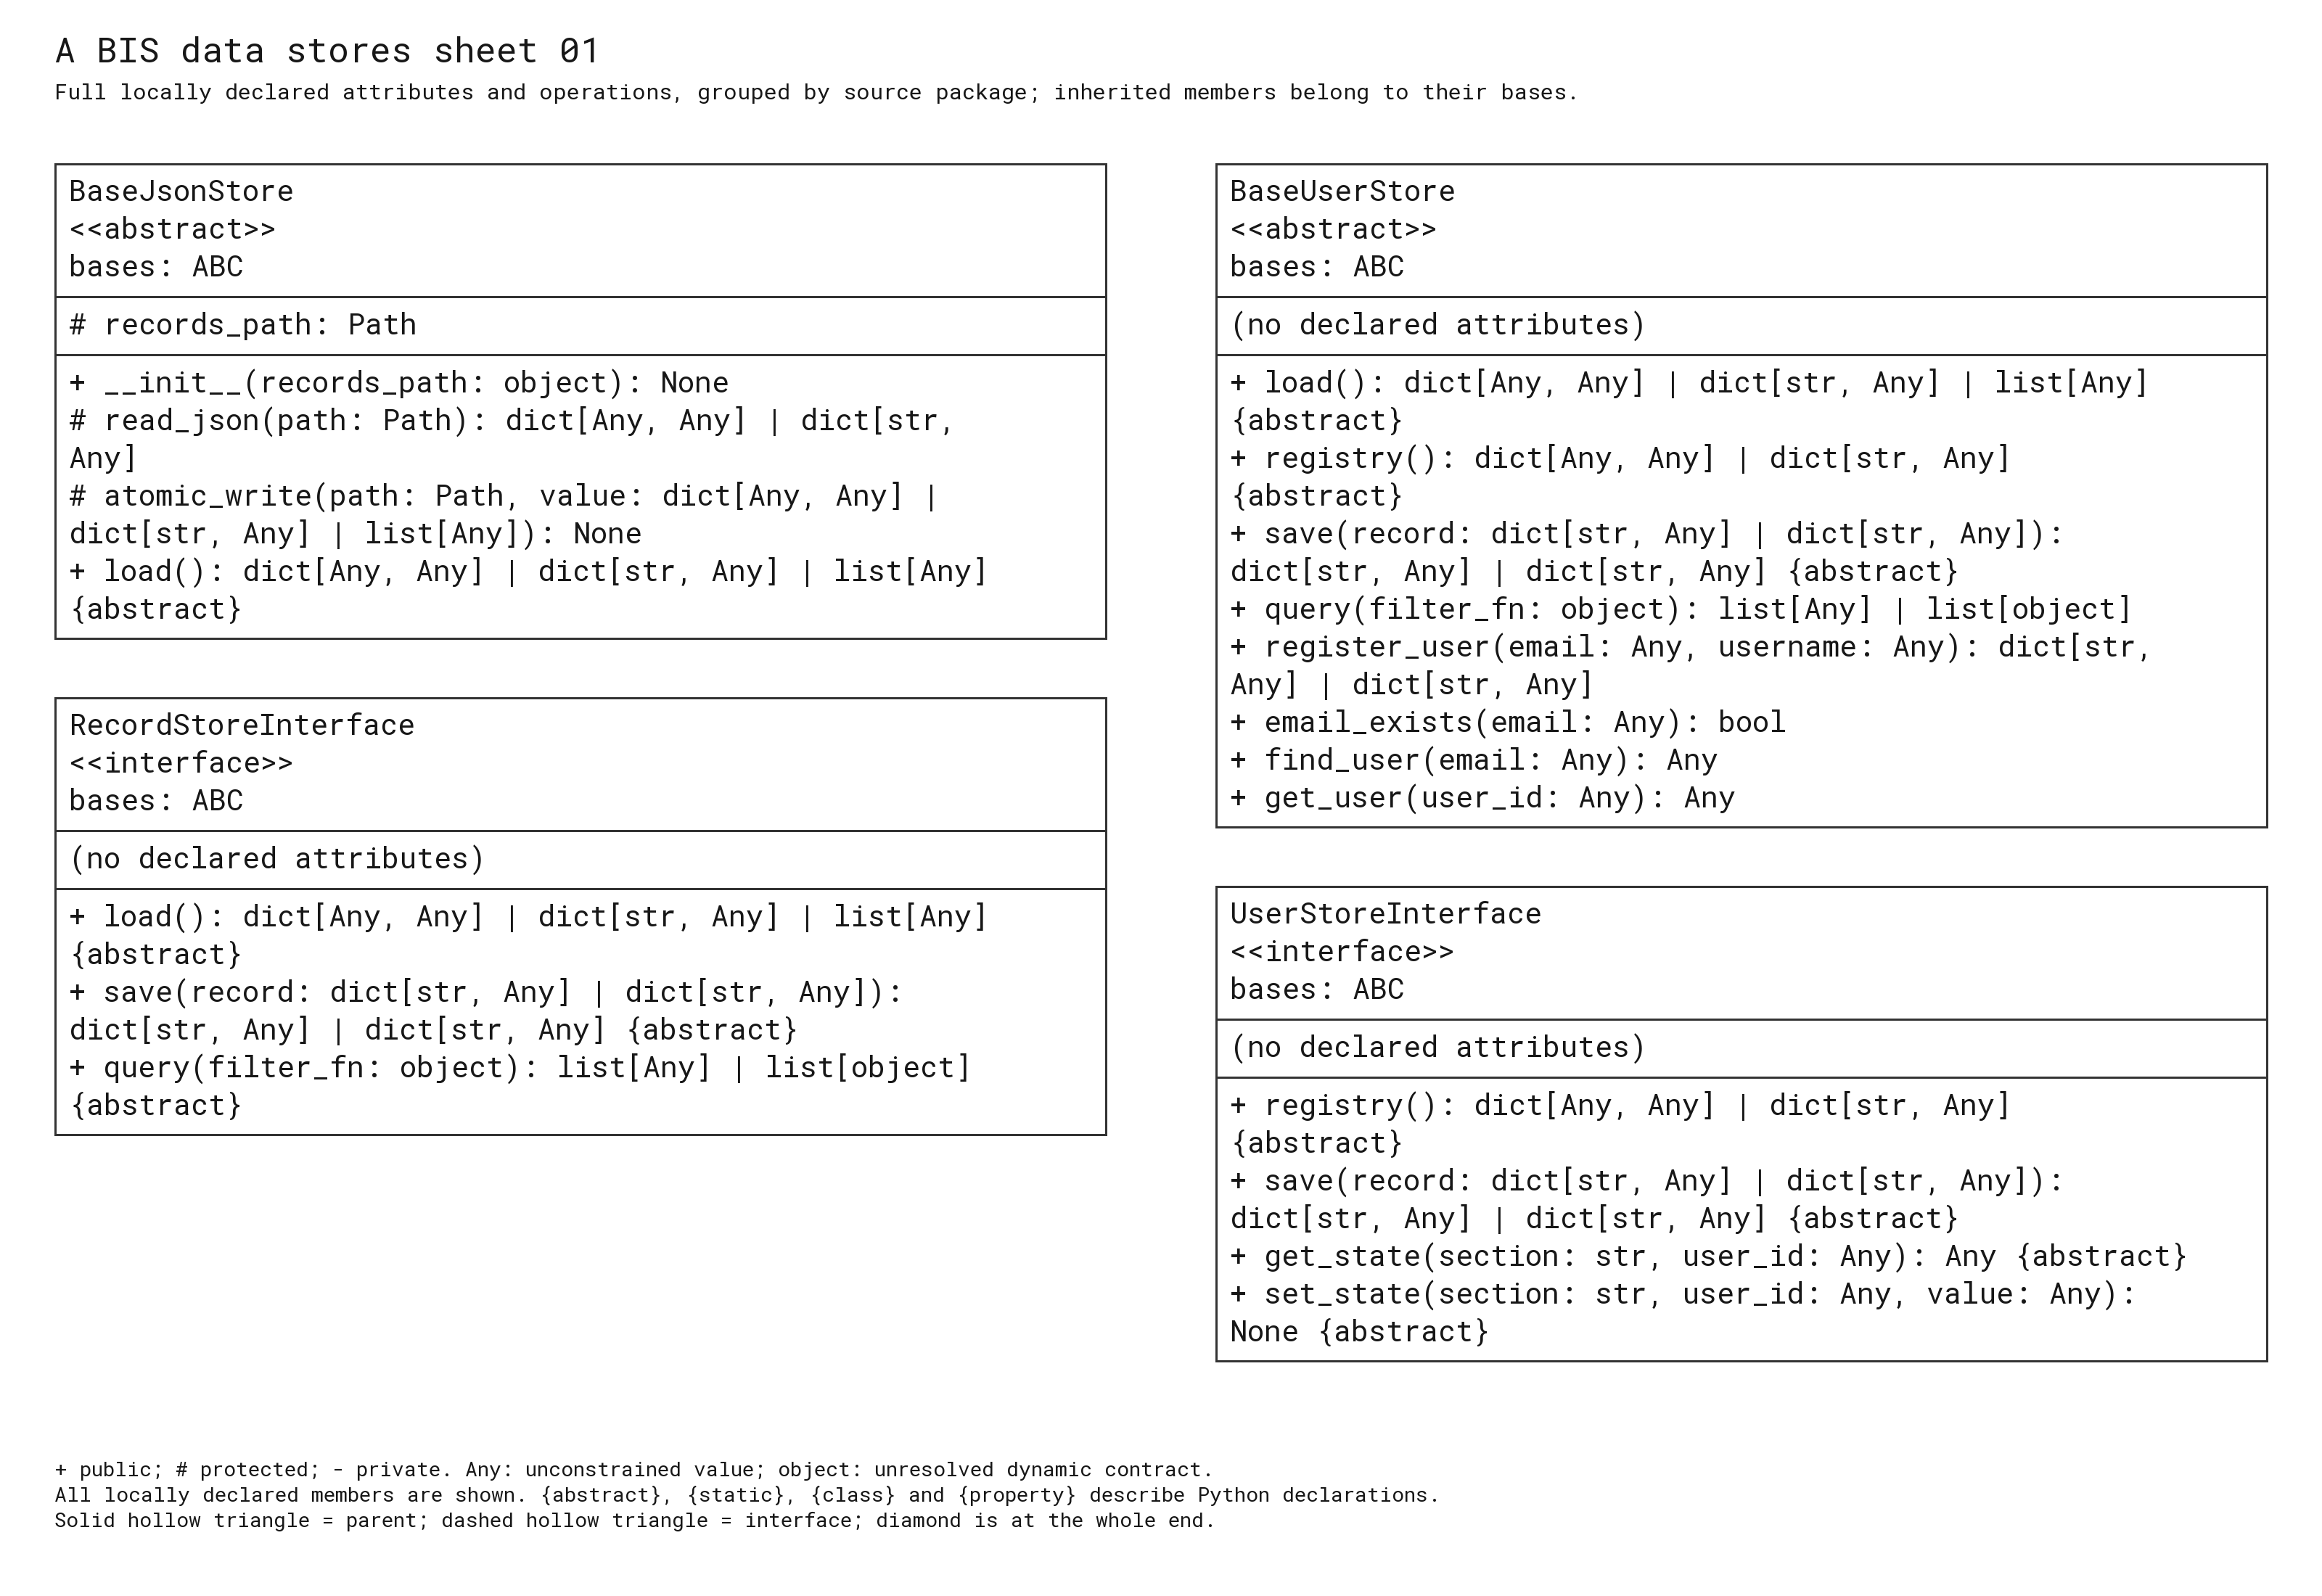 A BIS data stores sheet 01
Full locally declared attributes and operations, grouped by source package; inherited members belong to their bases.
BaseJsonStore
<<abstract>>
bases: ABC
# records_path: Path
+ __init__(records_path: object): None
# read_json(path: Path): dict[Any, Any] | dict[str,
Any]
# atomic_write(path: Path, value: dict[Any, Any] |
dict[str, Any] | list[Any]): None
+ load(): dict[Any, Any] | dict[str, Any] | list[Any]
{abstract}
RecordStoreInterface
<<interface>>
bases: ABC
(no declared attributes)
+ load(): dict[Any, Any] | dict[str, Any] | list[Any]
{abstract}
+ save(record: dict[str, Any] | dict[str, Any]):
dict[str, Any] | dict[str, Any] {abstract}
+ query(filter_fn: object): list[Any] | list[object]
{abstract}
BaseUserStore
<<abstract>>
bases: ABC
(no declared attributes)
+ load(): dict[Any, Any] | dict[str, Any] | list[Any]
{abstract}
+ registry(): dict[Any, Any] | dict[str, Any]
{abstract}
+ save(record: dict[str, Any] | dict[str, Any]):
dict[str, Any] | dict[str, Any] {abstract}
+ query(filter_fn: object): list[Any] | list[object]
+ register_user(email: Any, username: Any): dict[str,
Any] | dict[str, Any]
+ email_exists(email: Any): bool
+ find_user(email: Any): Any
+ get_user(user_id: Any): Any
UserStoreInterface
<<interface>>
bases: ABC
(no declared attributes)
+ registry(): dict[Any, Any] | dict[str, Any]
{abstract}
+ save(record: dict[str, Any] | dict[str, Any]):
dict[str, Any] | dict[str, Any] {abstract}
+ get_state(section: str, user_id: Any): Any {abstract}
+ set_state(section: str, user_id: Any, value: Any):
None {abstract}
+ public; # protected; - private. Any: unconstrained value; object: unresolved dynamic contract.
All locally declared members are shown. {abstract}, {static}, {class} and {property} describe Python declarations.
Solid hollow triangle = parent; dashed hollow triangle = interface; diamond is at the whole end.